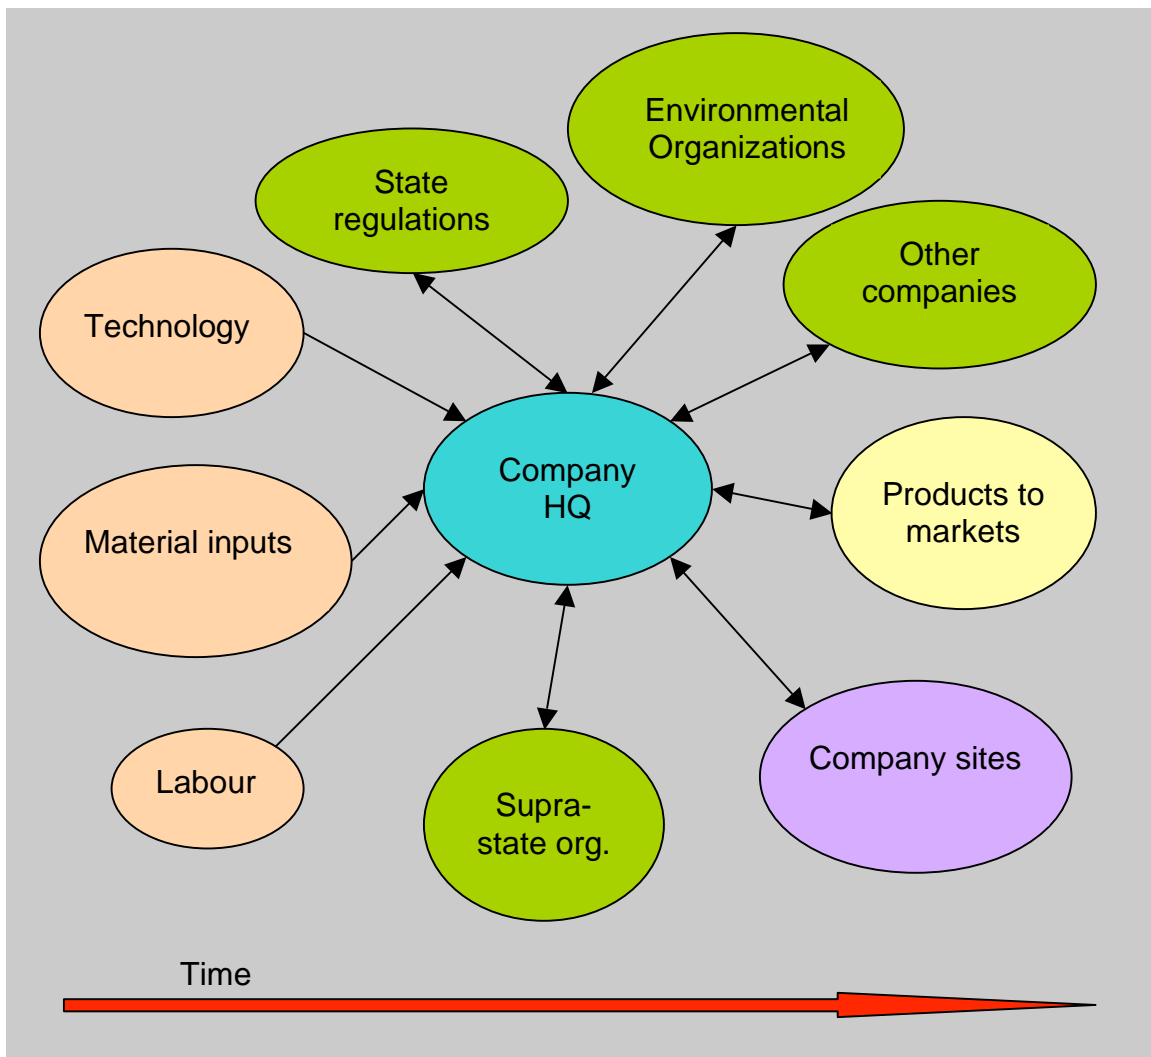 Environmental
Organizations
State
regulations
Other
companies
Technology
Company
HQ
Products to
markets
Material inputs
Company sites
Labour
Supra-
state org.
Time